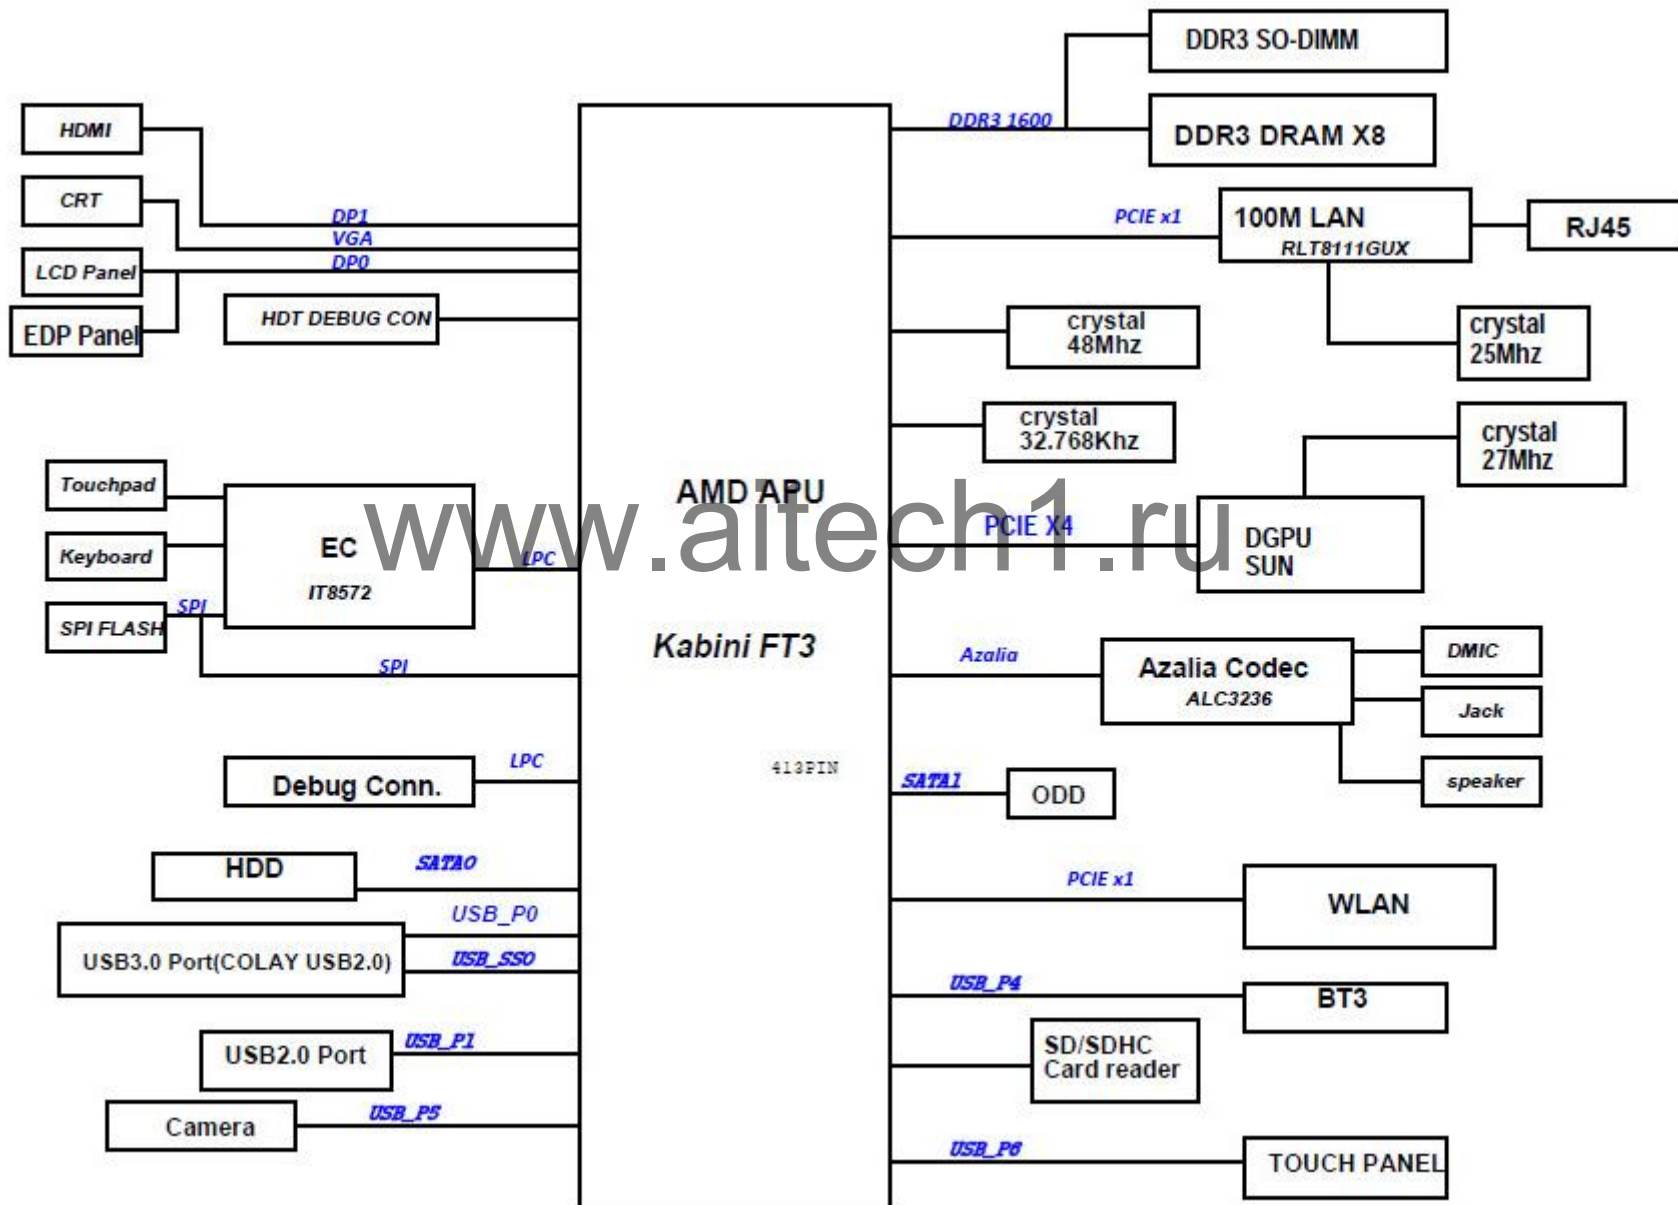 DDR3 SO-DIMM
HDMI
DDR3 1600
DDR3 DRAM X8
CRT
DP1
VGA
PCIE x1
100M LAN
RLT8111GUX
RJ45
LCD Panel
DP0
EDP Panel
HDT DEBUG CON
crystal
48Mhz
crystal
25Mhz
crystal
32.768Khz
crystal
27Mhz
Touchpad
AMD APU
www.aitech1.ru
PCIE X4
DGPU
SUN
Keyboard
EC
IT8572
LPC
SPI
SPI FLASH
Kabini FT3
SPI
Azalia
Azalia Codec
ALC3236
DMIC
Jack
speaker
LPC
Debug Conn.
413PIN
SATA1
ODD
HDD
SATA0
PCIE x1
WLAN
USB_P0
USB3.0 Port(COLAY USB2.0)
USB_SS0
USB_P4
BT3
USB2.0 Port
USB_P1
SD/SDHC
Card reader
Camera
USB_P5
USB_P6
TOUCH PANEL